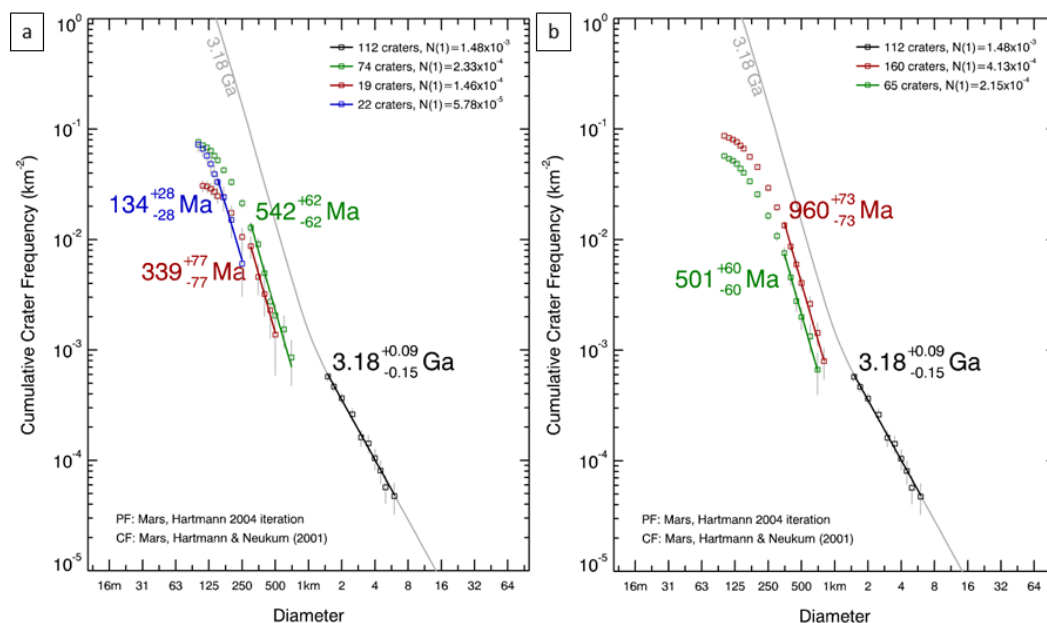 a
Cumulative Crater Frequency (km⁻²)
10⁰
10⁻¹
10⁻²
10⁻³
10⁻⁴
10⁻⁵
3.18 Ga
112 craters, N(1)=1.48x10⁻³
74 craters, N(1)=2.33x10⁻⁴
19 craters, N(1)=1.46x10⁻⁴
22 craters, N(1)=5.78x10⁻⁵
134 +28 -28 Ma
542 +62 -62 Ma
339 +77 -77 Ma
3.18 +0.09 -0.15 Ga
PF: Mars, Hartmann 2004 iteration
CF: Mars, Hartmann & Neukum (2001)
16m 31 63 125 250 500 1km 2 4 8 16 32 64
Diameter
b
Cumulative Crater Frequency (km⁻²)
10⁰
10⁻¹
10⁻²
10⁻³
10⁻⁴
10⁻⁵
3.18 Ga
112 craters, N(1)=1.48x10⁻³
160 craters, N(1)=4.13x10⁻⁴
65 craters, N(1)=2.15x10⁻⁴
960 +73 -73 Ma
501 +60 -60 Ma
3.18 +0.09 -0.15 Ga
PF: Mars, Hartmann 2004 iteration
CF: Mars, Hartmann & Neukum (2001)
16m 31 63 125 250 500 1km 2 4 8 16 32 64
Diameter